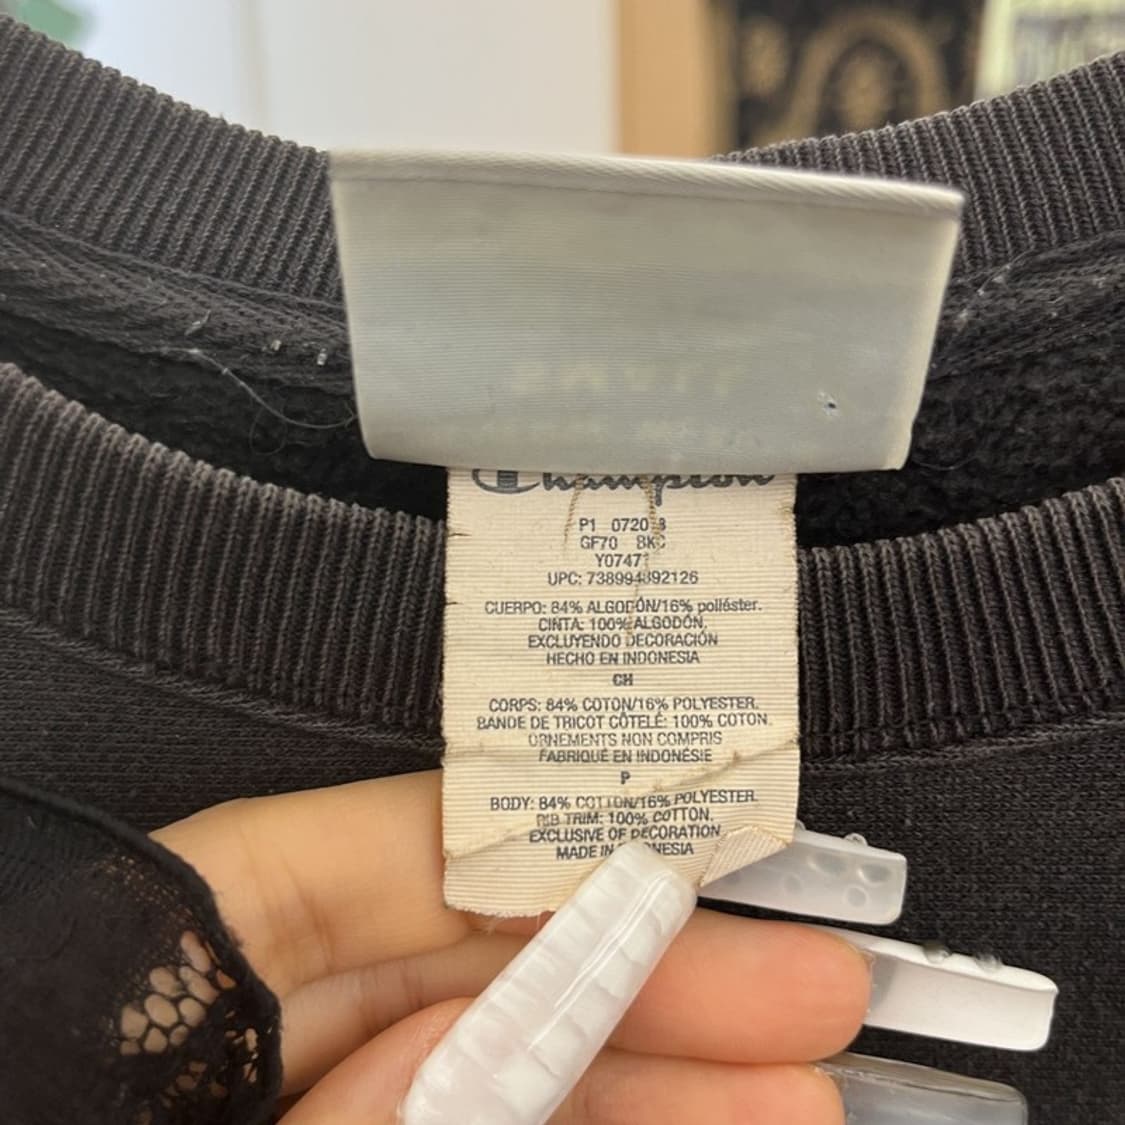 Champion
P1 072018
GF70 BKC
UPC: 738994892126
CUERPO: 84% ALGODÓN/16% poliéster.
CINTA: 100% ALGODÓN,
EXCLUYENDO DECORACIÓN
HECHO EN INDONESIA
CH
CORPS: 84% COTON/16% POLYESTER.
BANDE DE TRICOT CÔTELÉ: 100% COTON.
ORNEMENTS NON COMPRIS
FABRIQUÉ EN INDONÉSIE
P
BODY: 84% COTTON/16% POLYESTER.
RIB TRIM: 100% COTTON.
EXCLUSIVE OF DECORATION
MADE IN INDONESIA